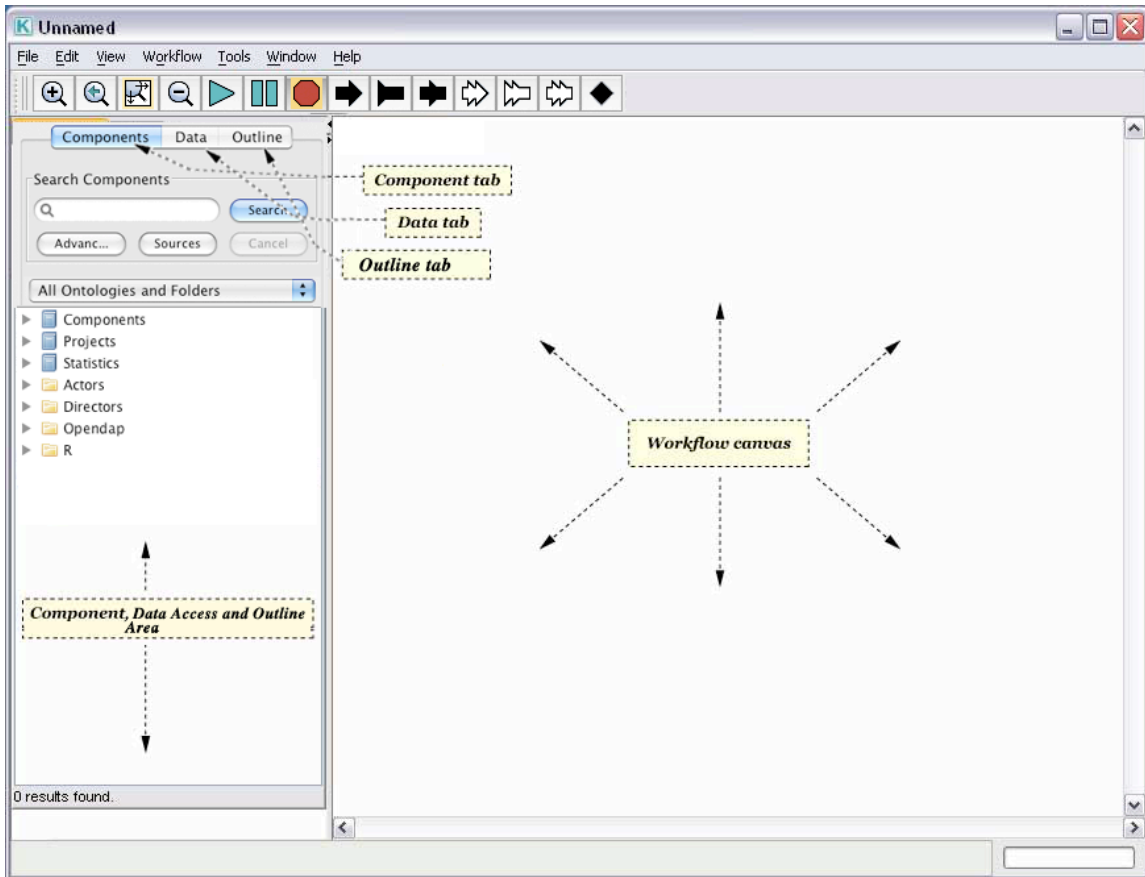 Unnamed
File Edit View Workflow Tools Window Help
Components Data Outline
Component tab
Search Components
Data tab
Search
Advanc... Sources Cancel
Outline tab
All Ontologies and Folders
Components
Projects
Statistics
Actors
Directors
Opendap
R
Workflow canvas
Component, Data Access and Outline
Area
0 results found.